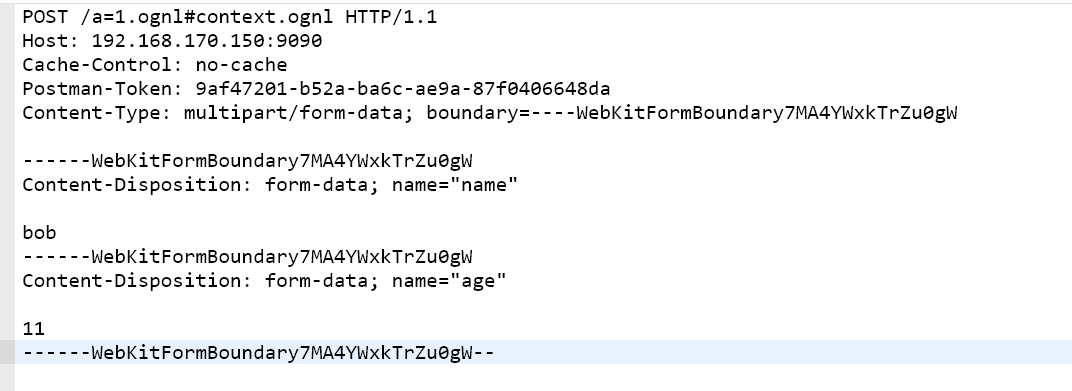 POST /a=1.ognl#context.ognl HTTP/1.1
Host: 192.168.170.150:9090
Cache-Control: no-cache
Postman-Token: 9af47201-b52a-ba6c-ae9a-87f0406648da
Content-Type: multipart/form-data; boundary=----WebKitFormBoundary7MA4YWxkTrZu0gW
------WebKitFormBoundary7MA4YWxkTrZu0gW
Content-Disposition: form-data; name="name"
bob
------WebKitFormBoundary7MA4YWxkTrZu0gW
Content-Disposition: form-data; name="age"
11
------WebKitFormBoundary7MA4YWxkTrZu0gW--